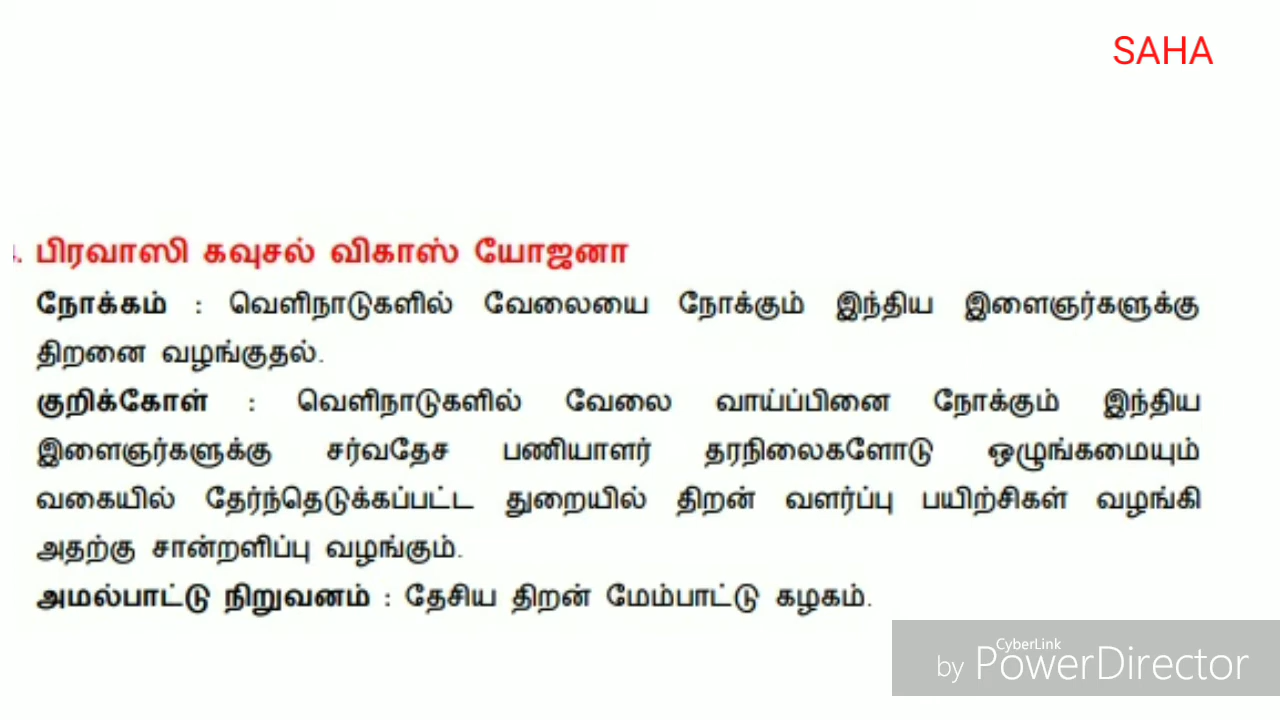 SAHA
. பிரவாஸி கவுசல் விகாஸ் யோஜனா
நோக்கம் : வெளிநாடுகளில் வேலையை நோக்கும் இந்திய இளைஞர்களுக்கு
திறனை வழங்குதல்.
குறிக்கோள் : வெளிநாடுகளில் வேலை வாய்ப்பினை நோக்கும் இந்திய
இளைஞர்களுக்கு சர்வதேச பணியாளர் தரநிலைகளோடு ஒழுங்கமையும்
வகையில் தேர்ந்தெடுக்கப்பட்ட துறையில் திறன் வளர்ப்பு பயிற்சிகள் வழங்கி
அதற்கு சான்றளிப்பு வழங்கும்.
அமல்பாட்டு நிறுவனம் : தேசிய திறன் மேம்பாட்டு கழகம்.
CyberLink
by PowerDirector